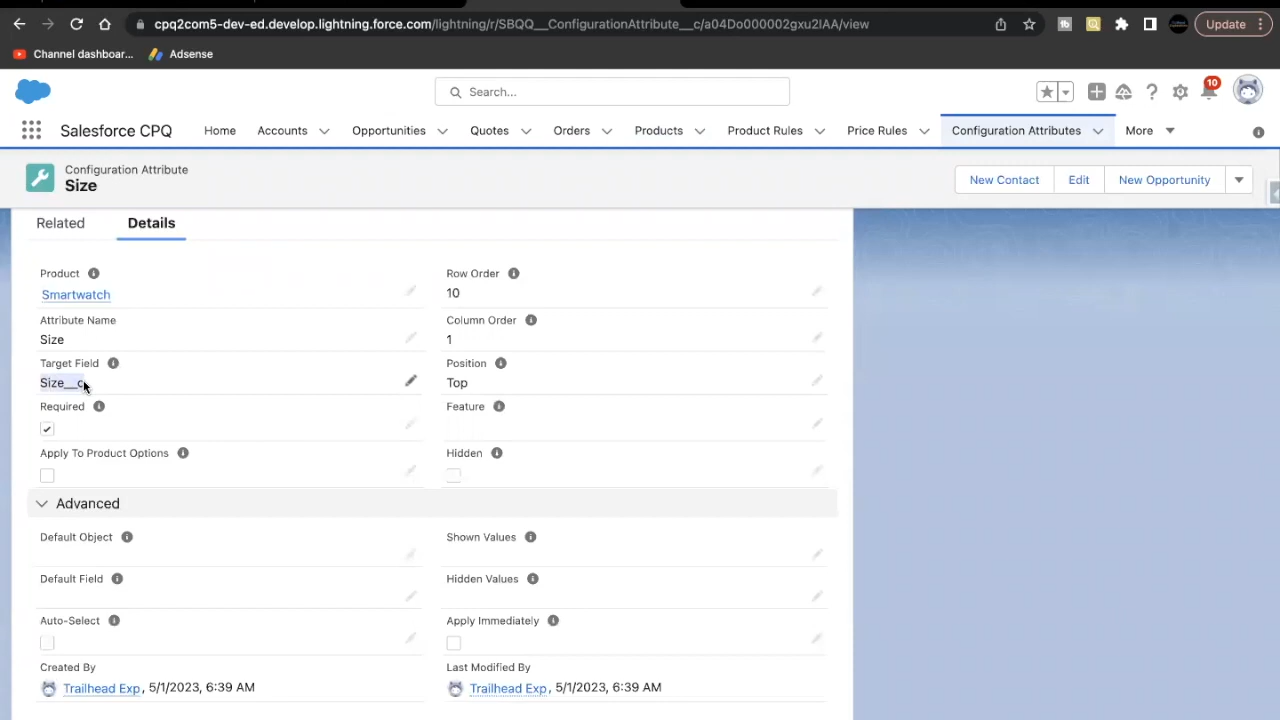 cpq2com5-dev-ed.develop.lightning.force.com/lightning/r/SBQQ__ConfigurationAttribute__c/a04Do000002gxu2IAA/view
Update
Channel dashboar...
Adsense
Search...
10
Salesforce CPQ
Home
Accounts
Opportunities
Quotes
Orders
Products
Product Rules
Price Rules
Configuration Attributes
More
Configuration Attribute
Size
New Contact
Edit
New Opportunity
Related
Details
Product
Smartwatch
Row Order
10
Attribute Name
Size
Column Order
1
Target Field
Size__c
Position
Top
Required
Feature
Apply To Product Options
Hidden
Advanced
Default Object
Shown Values
Default Field
Hidden Values
Auto-Select
Apply Immediately
Created By
Trailhead Exp, 5/1/2023, 6:39 AM
Last Modified By
Trailhead Exp, 5/1/2023, 6:39 AM